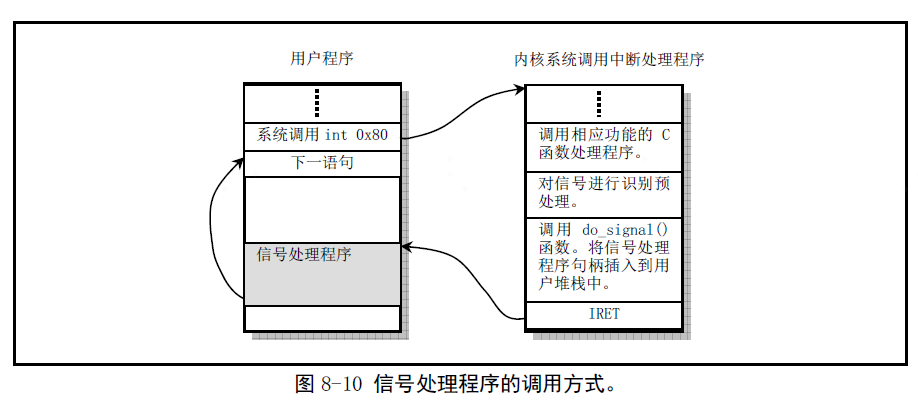 用户程序
系统调用 int 0x80
下一语句
信号处理程序
内核系统调用中断处理程序
调用相应功能的 C
函数处理程序。
对信号进行识别预
处理。
调用 do_signal()
函数。将信号处理
程序句柄插入到用
户堆栈中。
IRET
图 8-10 信号处理程序的调用方式。